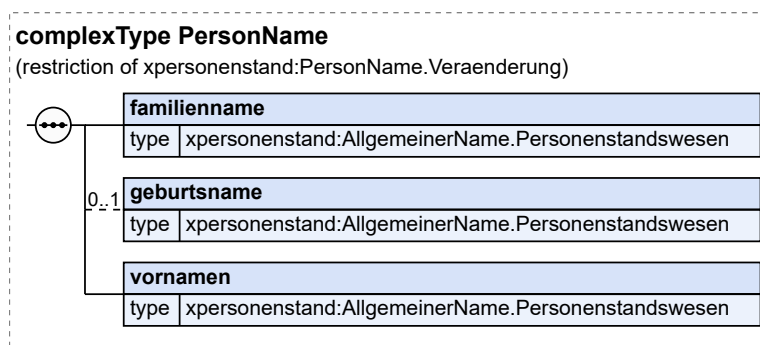 complexType PersonName
(restriction of xpersonenstand:PersonName.Veraenderung)
familienname
type xpersonenstand:AllgemeinerName.Personenstandswesen
0..1 geburtsname
type xpersonenstand:AllgemeinerName.Personenstandswesen
vornamen
type xpersonenstand:AllgemeinerName.Personenstandswesen